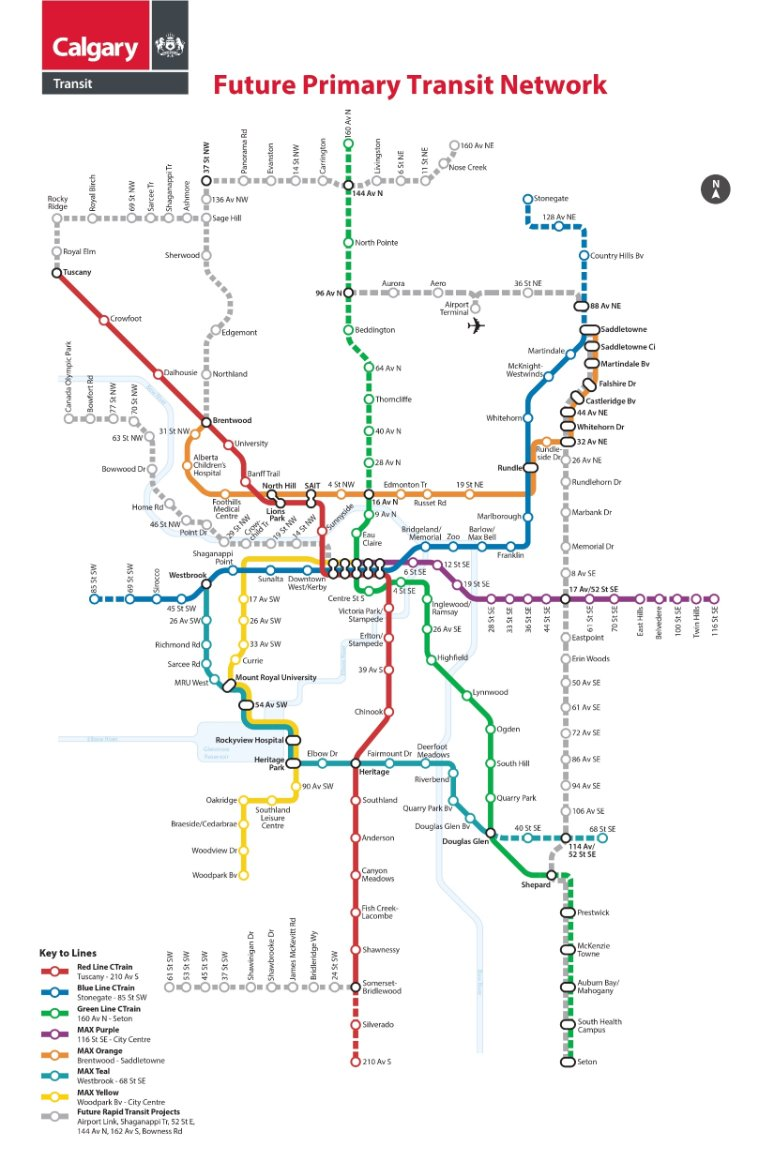 Calgary
Transit
Future Primary Transit Network
N
160 Av N
160 Av NE
Nose Creek
11 St NE
6 St NE
Livingston
144 Av N
Carrington
14 St NW
Evanston
Panorama Rd
37 St NW
136 Av NW
Sage Hill
Ashmore
Shaganappi Tr
Sarcee Tr
69 St NW
Royal Birch
Rocky
Ridge
Royal Elm
Tuscany
Sherwood
Edgemont
Northland
Brentwood
Crowfoot
Dalhousie
University
Banff Trail
Lions
Park
North Hill
SAIT
Sunnyside
31 St NW
Alberta
Children's
Hospital
Foothills
Medical
Centre
4 St NW
16 Av N
Edmonton Tr
Russet Rd
19 St NE
Rundle
Rundle-
side Dr
32 Av NE
Whitehorn Dr
44 Av NE
Castleridge Bv
Falshire Dr
Martindale Bv
Saddletowne Ci
Saddletowne
88 Av NE
Country Hills Bv
128 Av NE
Stonegate
Martindale
McKnight-
Westwinds
Whitehorn
Marlborough
Franklin
Barlow/
Max Bell
Zoo
Bridgeland/
Memorial
North Pointe
96 Av N
Aurora
Aero
Airport
Terminal
36 St NE
Beddington
64 Av N
Thorncliffe
40 Av N
28 Av N
9 Av N
Eau
Claire
Centre St S
4 St SE
Inglewood/
Ramsay
26 Av SE
Highfield
Lynnwood
Ogden
South Hill
Quarry Park
Douglas Glen
Shepard
Prestwick
McKenzie
Towne
Auburn Bay/
Mahogany
South Health
Campus
Seton
Canada Olympic Park
Bowfort Rd
77 St NW
70 St NW
63 St NW
Bowwood Dr
Home Rd
46 St NW
Point Dr
29 St NW
Crow-
child Tr
19 St NW
14 St NW
Bow River
85 St SW
69 St SW
Sirocco
45 St SW
Westbrook
Shaganappi
Point
Sunalta
Downtown
West/Kerby
17 Av SW
26 Av SW
33 Av SW
Currie
26 Av SW
Richmond Rd
Sarcee Rd
MRU West
Mount Royal University
54 Av SW
Rockyview Hospital
Heritage
Park
Elbow River
Glenmore
Reservoir
Elbow Dr
Heritage
Fairmount Dr
Deerfoot
Meadows
Riverbend
Quarry Park Bv
Douglas Glen Bv
40 St SE
114 Av/
52 St SE
68 St SE
90 Av SW
Southland
Leisure
Centre
Oakridge
Braeside/Cedarbrae
Woodview Dr
Woodpark Bv
Victoria Park/
Stampede
Erlton/
Stampede
39 Av S
Chinook
Southland
Anderson
Canyon
Meadows
Fish Creek-
Lacombe
Shawnessy
Somerset-
Bridlewood
Silverado
210 Av S
61 St SW
53 St SW
45 St SW
37 St SW
Shawinigan Dr
Shawbrooke Dr
James McKevitt Rd
Bridleridge Wy
24 St SW
6 St SE
12 St SE
19 St SE
28 St SE
33 St SE
36 St SE
44 St SE
17 Av/52 St SE
61 St SE
70 St SE
East Hills
Belvedere
100 St SE
Twin Hills
116 St SE
26 Av NE
Rundlehorn Dr
Marbank Dr
Memorial Dr
8 Av SE
Eastpoint
Erin Woods
50 Av SE
61 Av SE
72 Av SE
86 Av SE
94 Av SE
106 Av SE
Key to Lines
Red Line CTrain
Tuscany - 210 Av S
Blue Line CTrain
Stonegate - 85 St SW
Green Line CTrain
160 Av N - Seton
MAX Purple
116 St SE - City Centre
MAX Orange
Brentwood - Saddletowne
MAX Teal
Westbrook - 68 St SE
MAX Yellow
Woodpark Bv - City Centre
Future Rapid Transit Projects
Airport Link, Shaganappi Tr, 52 St E,
144 Av N, 162 Av S, Bowness Rd